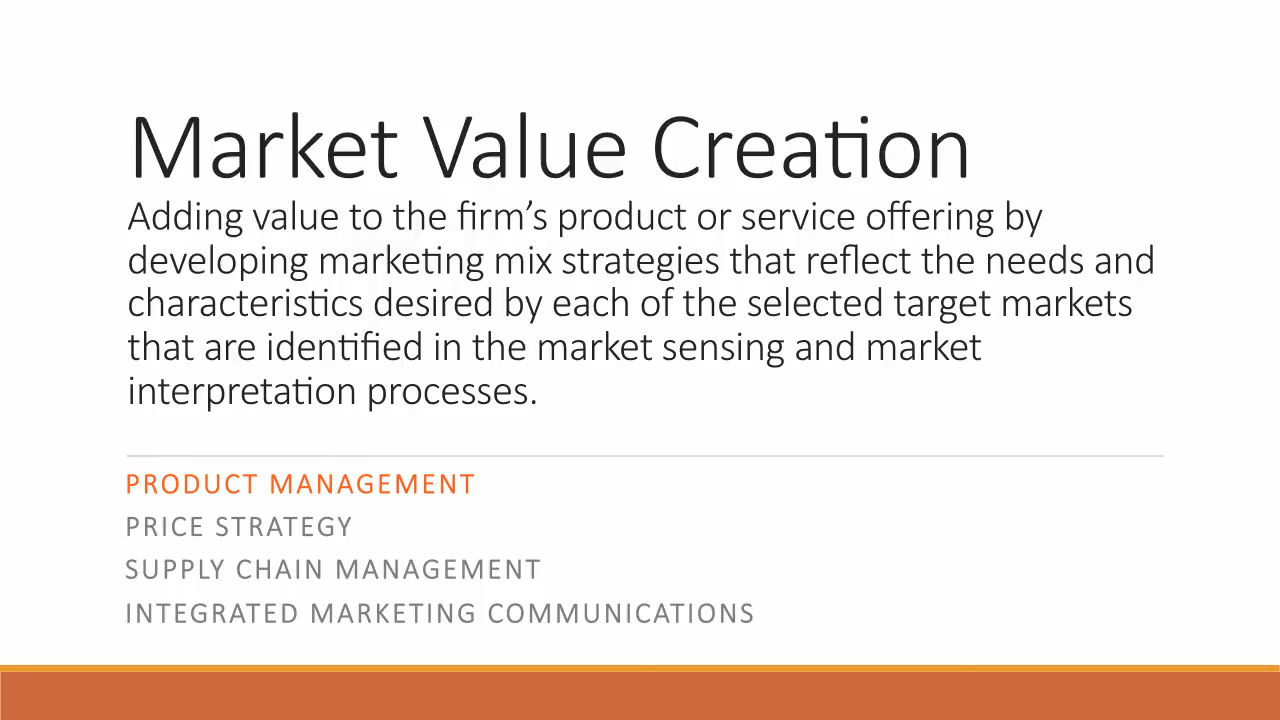 Market Value Creation
Adding value to the firm’s product or service offering by
developing marketing mix strategies that reflect the needs and
characteristics desired by each of the selected target markets
that are identified in the market sensing and market
interpretation processes.
PRODUCT MANAGEMENT
PRICE STRATEGY
SUPPLY CHAIN MANAGEMENT
INTEGRATED MARKETING COMMUNICATIONS